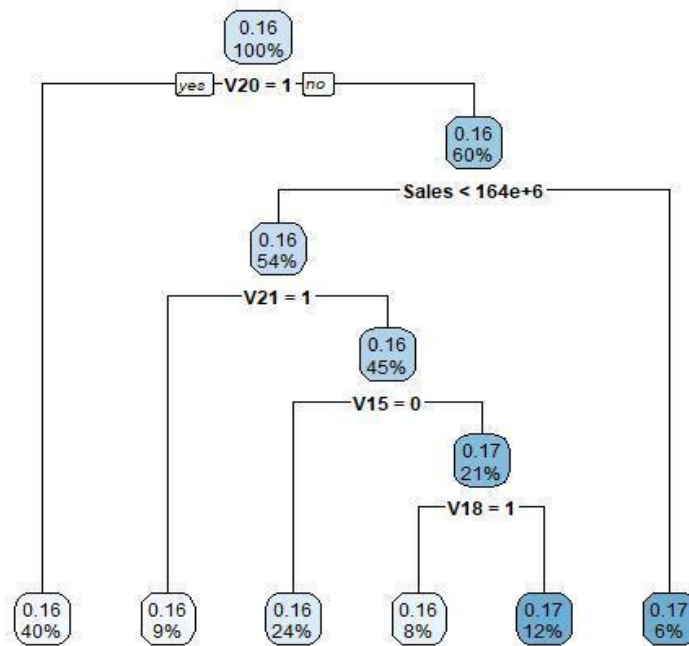 0.16
100%
yes V20 = 1 no
0.16
60%
Sales < 164e+6
0.16
54%
V21 = 1
0.16
45%
V15 = 0
0.17
21%
V18 = 1
0.16 0.16 0.16 0.16 0.17 0.17
40% 9% 24% 8% 12% 6%